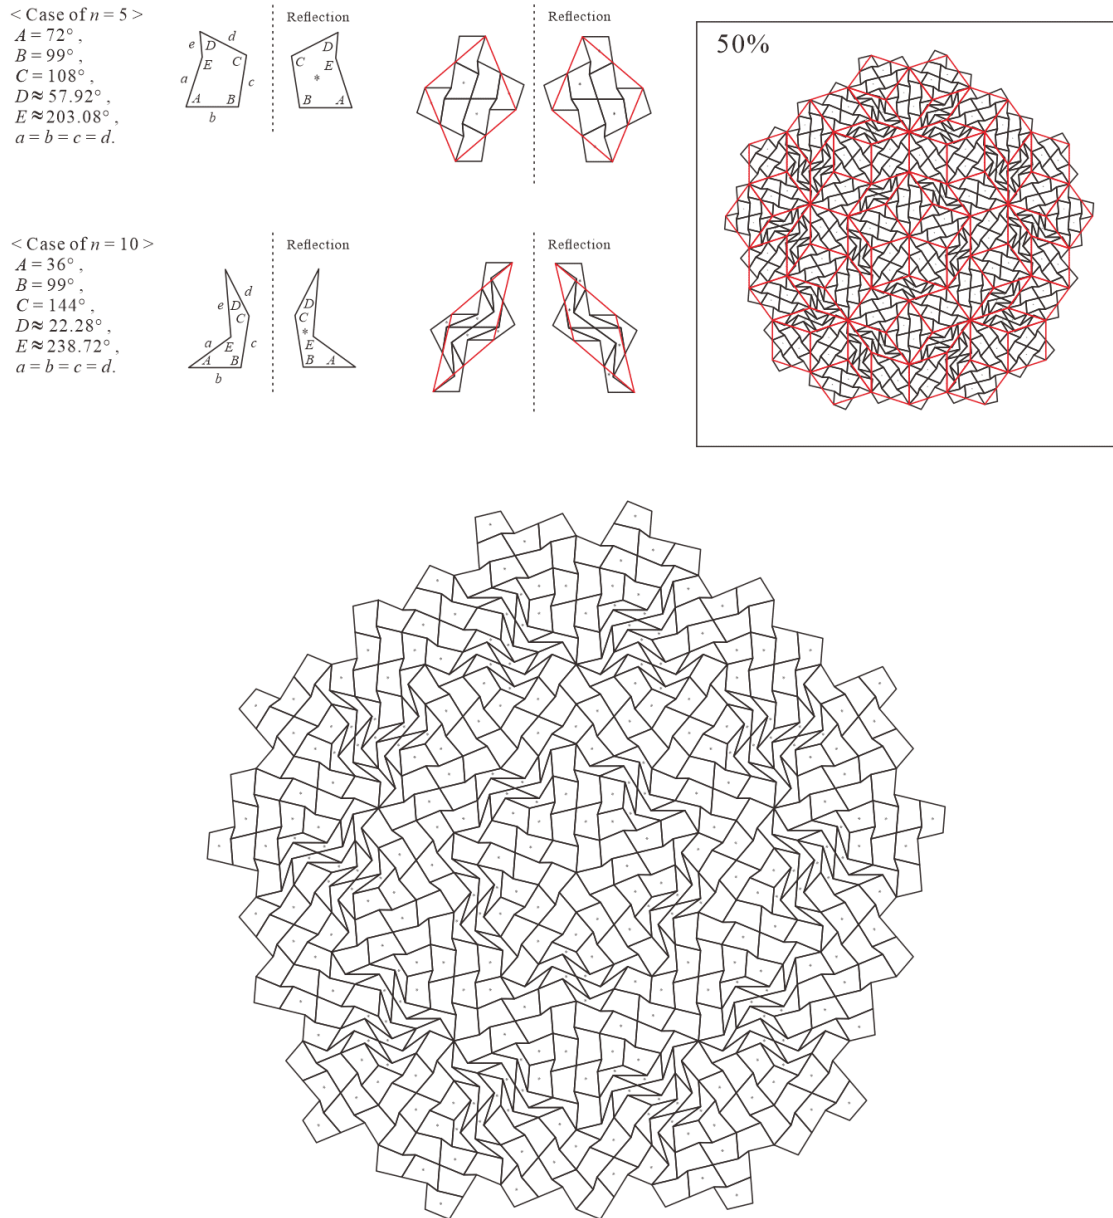 < Case of n = 5 >
A = 72° ,
B = 99° ,
C = 108° ,
D ≈ 57.92° ,
E ≈ 203.08° ,
a = b = c = d.
e
D
d
E
C
a
c
A
B
b
Reflection
D
C
E
*
B
A
Reflection
50%
< Case of n = 10 >
A = 36° ,
B = 99° ,
C = 144° ,
D ≈ 22.28° ,
E ≈ 238.72° ,
a = b = c = d.
e
D
d
C
a
E
c
A
B
b
Reflection
D
C
*
E
B
A
Reflection